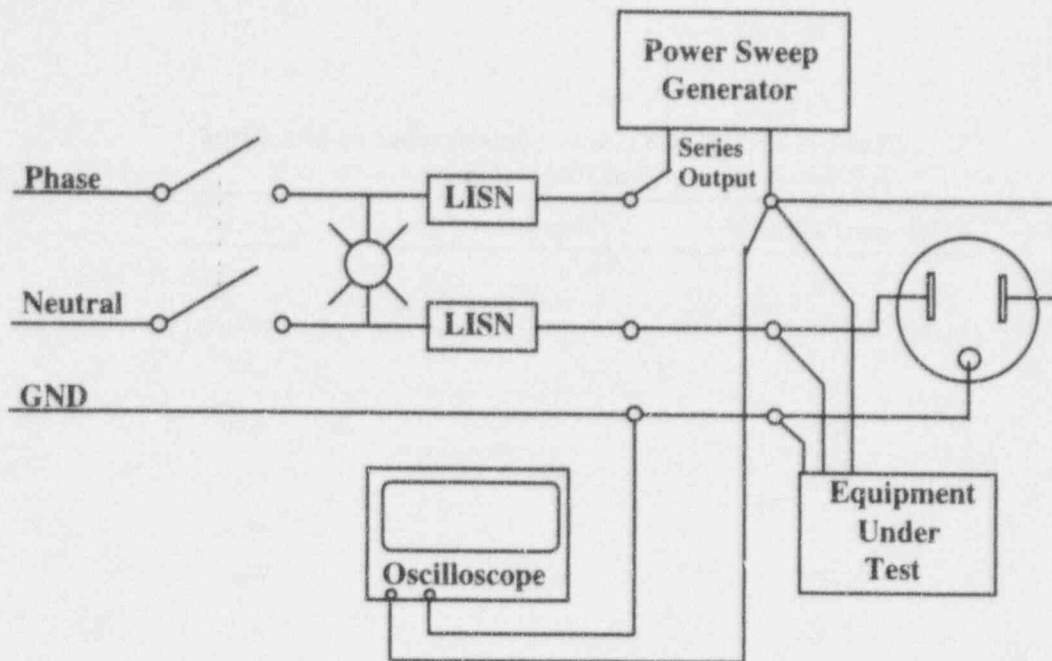 Power Sweep
Generator
Series
Output
Phase
LISN
Neutral
LISN
GND
Oscilloscope
Equipment
Under
Test